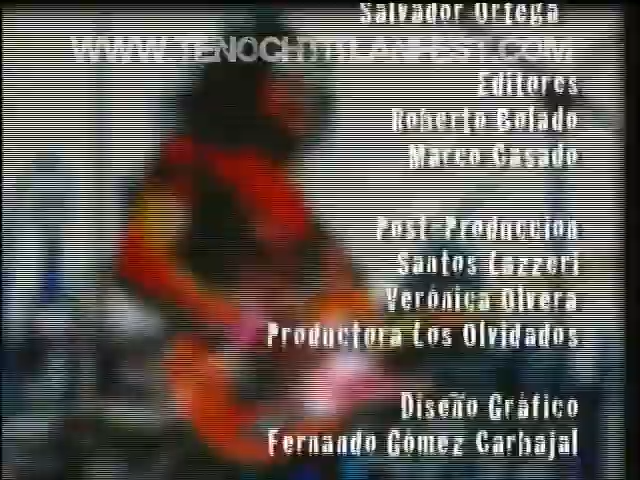 Salvador Ortega
WWW.TENOCHTITLANFEST.COM
Editores
Roberto Bolado
Marco Casado
Post-Producción
Santos Lazzeri
Verónica Olvera
Productora Los Olvidados
Diseño Gráfico
Fernando Gómez Carbajal